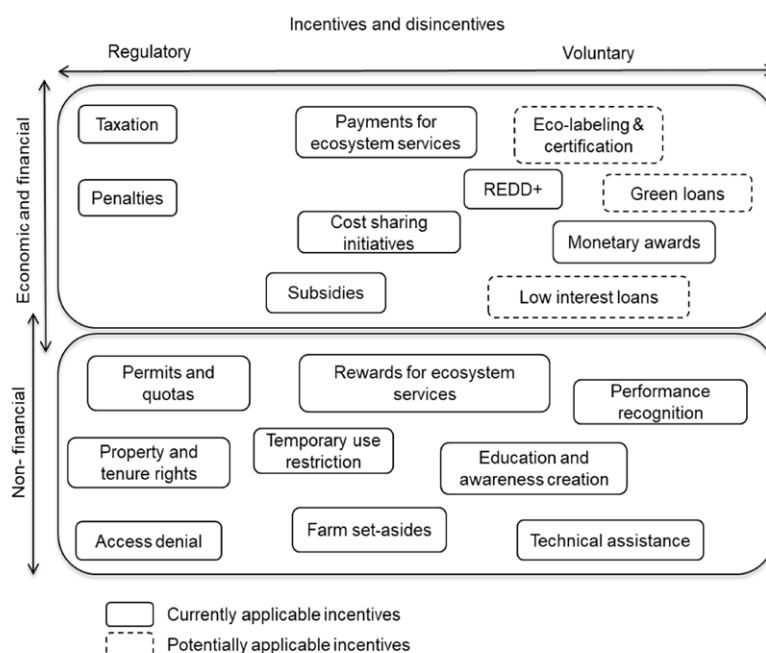 Incentives and disincentives
Regulatory
Voluntary
Economic and financial
Taxation
Payments for
ecosystem services
Eco-labeling &
certification
Penalties
REDD+
Green loans
Cost sharing
initiatives
Monetary awards
Subsidies
Low interest loans
Non- financial
Permits and
quotas
Rewards for ecosystem
services
Performance
recognition
Property and
tenure rights
Temporary use
restriction
Education and
awareness creation
Access denial
Farm set-asides
Technical assistance
Currently applicable incentives
Potentially applicable incentives